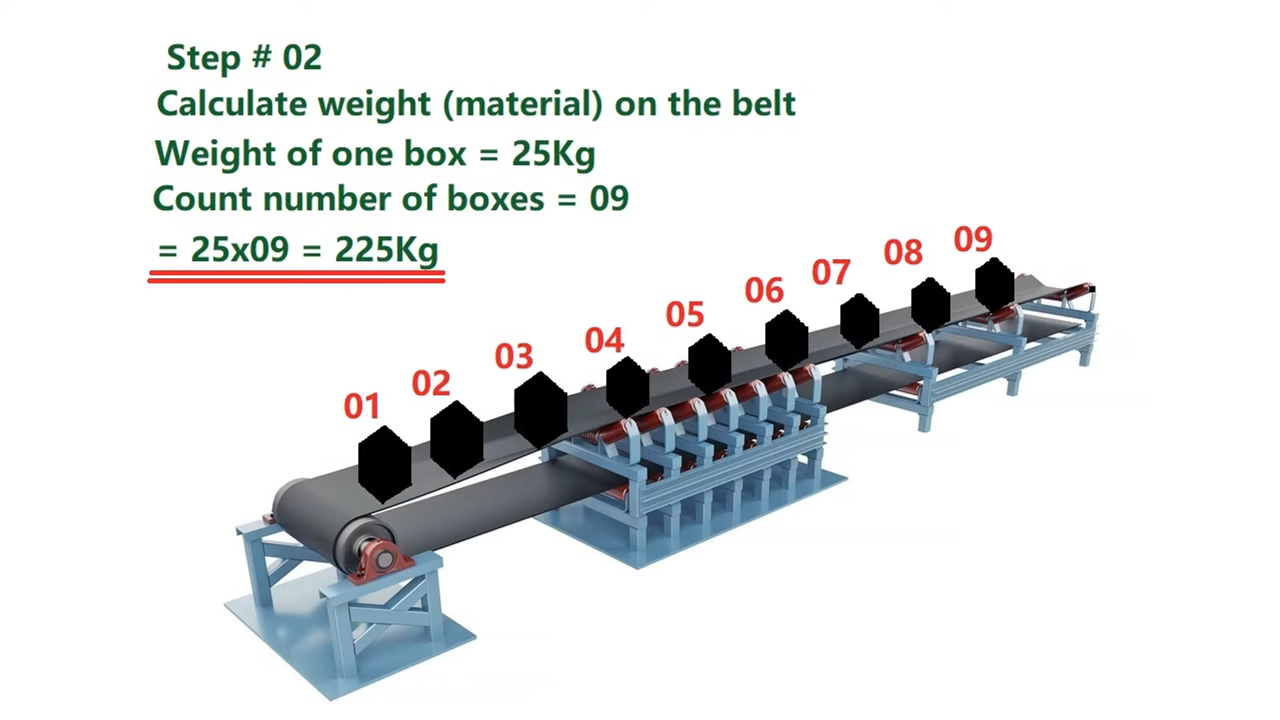 Step # 02
Calculate weight (material) on the belt
Weight of one box = 25Kg
Count number of boxes = 09
= 25x09 = 225Kg
01
02
03
04
05
06
07
08
09